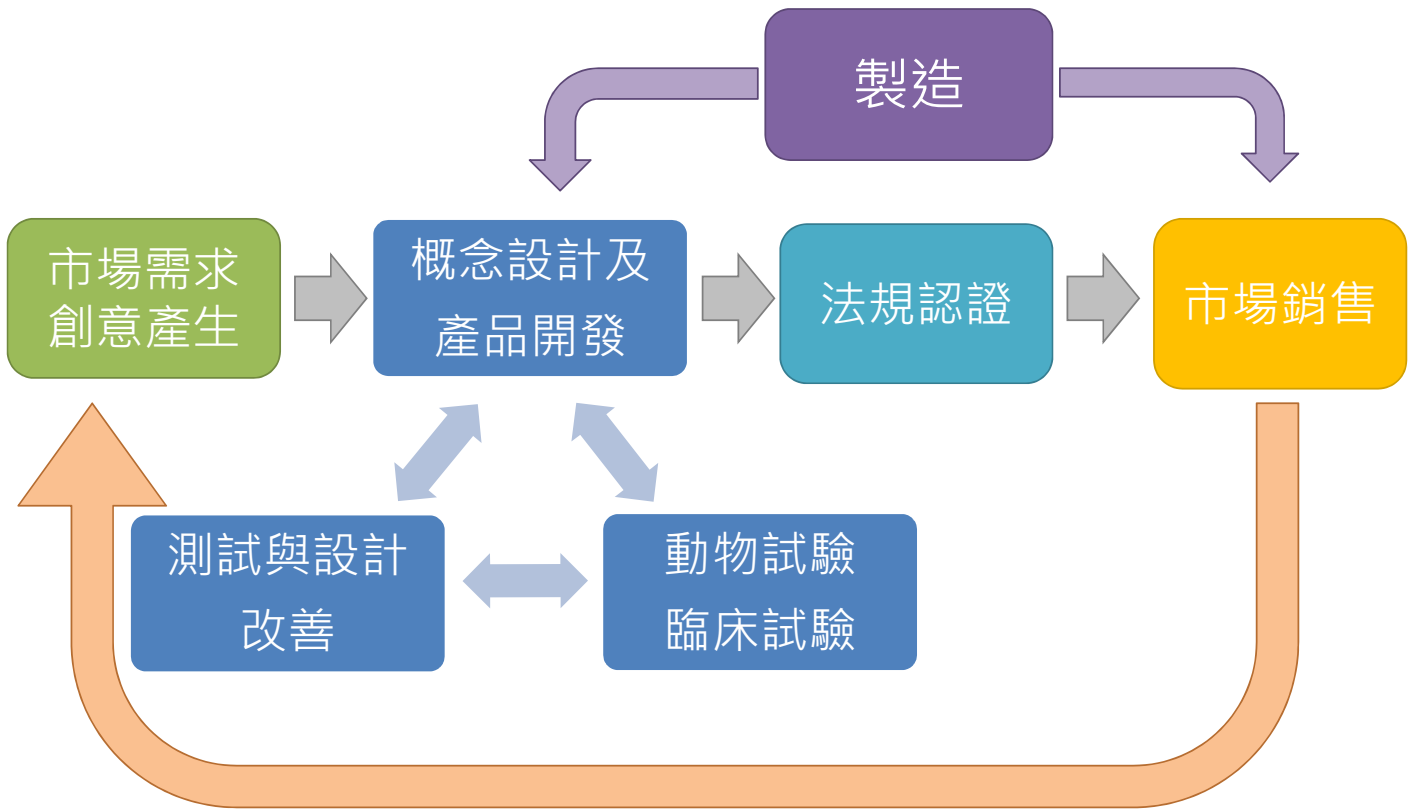 製造
市場需求
創意產生
概念設計及
產品開發
法規認證
市場銷售
測試與設計
改善
動物試驗
臨床試驗